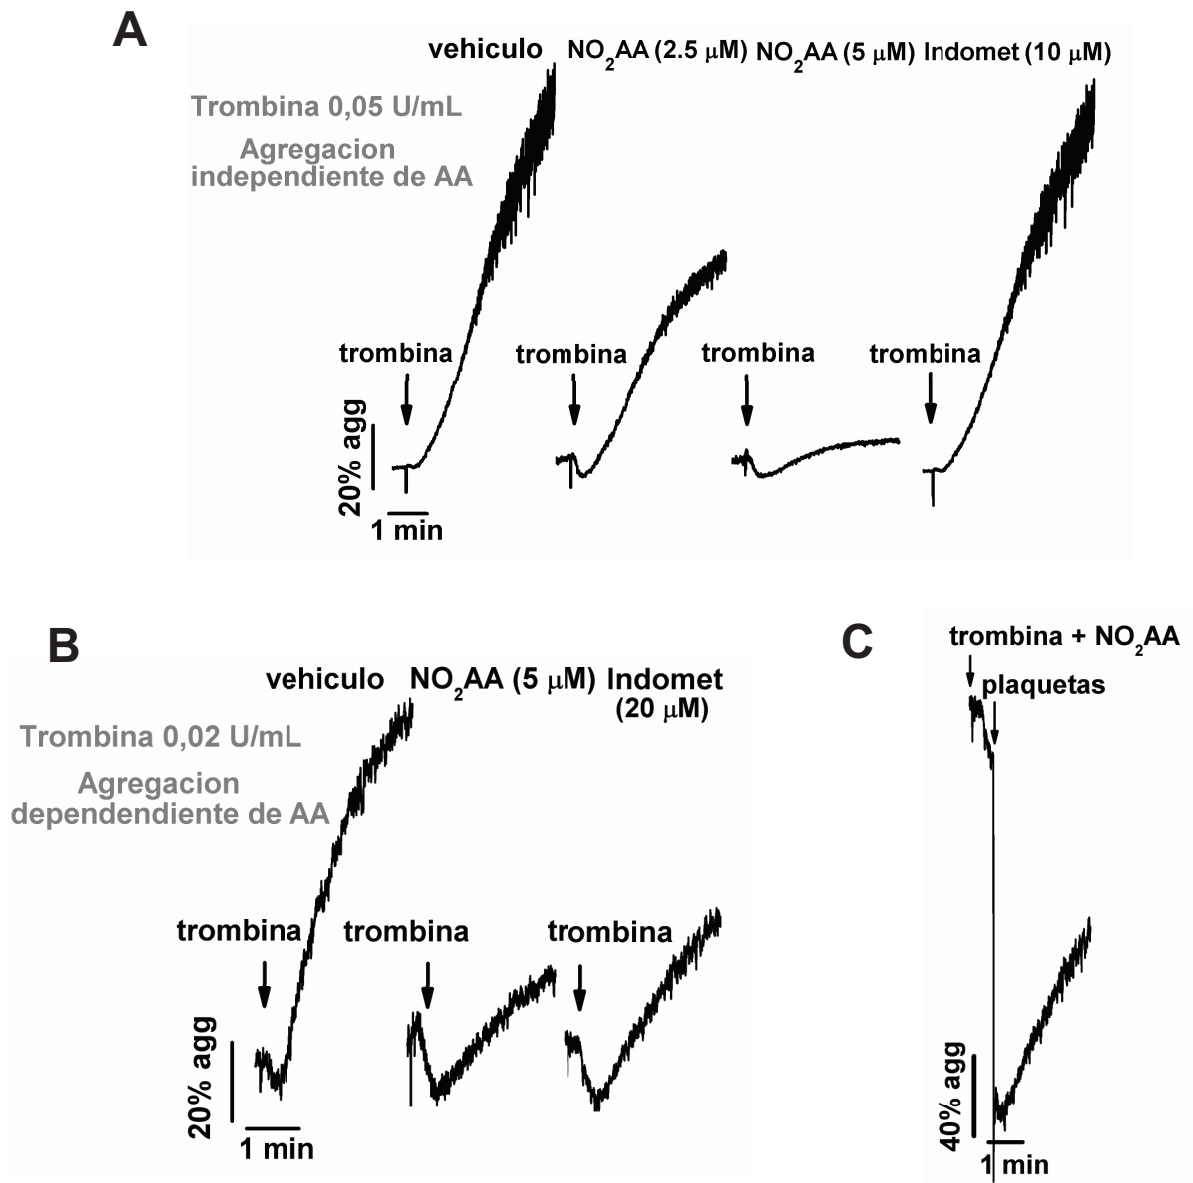 A
vehiculo NO2AA (2.5 μM) NO2AA (5 μM) Indomet (10 μM)
Trombina 0,05 U/mL
Agregacion
independiente de AA
trombina trombina trombina trombina
20% agg
1 min
B
vehiculo NO2AA (5 μM) Indomet
(20 μM)
Trombina 0,02 U/mL
Agregacion
dependendiente de AA
trombina trombina trombina
20% agg
1 min
C
trombina + NO2AA
plaquetas
40% agg
1 min